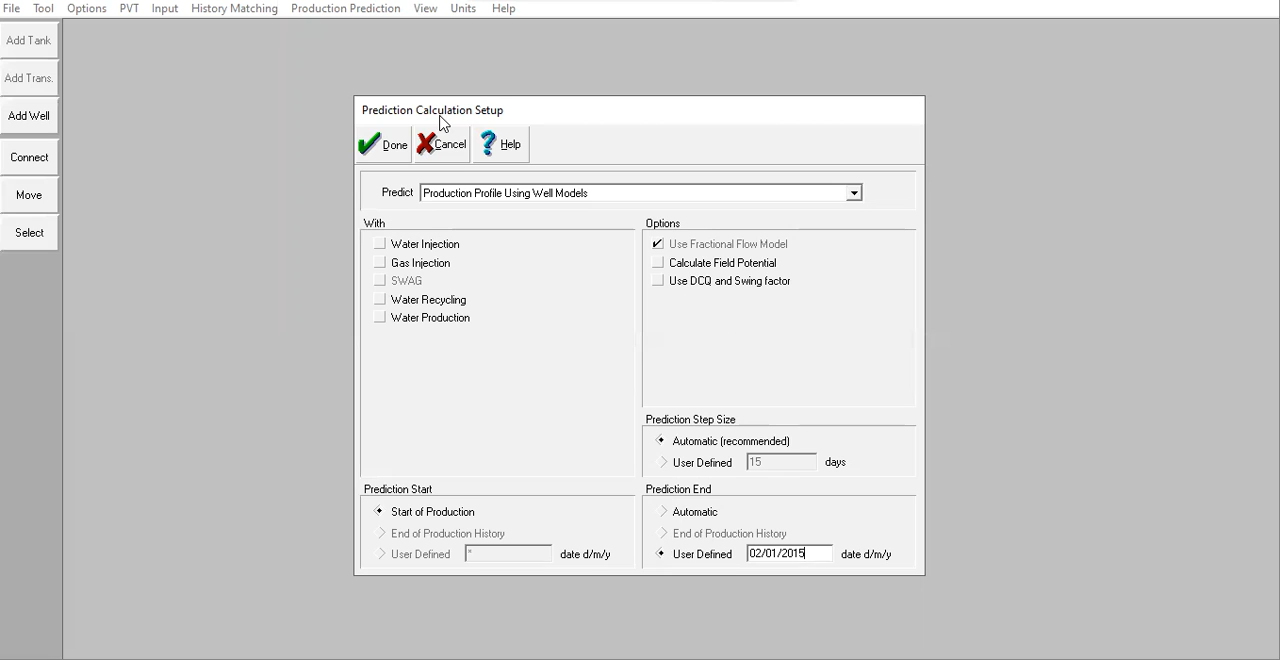 File Tool Options PVT Input History Matching Production Prediction View Units Help
Add Tank
Add Trans.
Add Well
Connect
Move
Select
Prediction Calculation Setup
Done Cancel Help
Predict Production Profile Using Well Models
With
Water Injection
Gas Injection
SWAG
Water Recycling
Water Production
Options
Use Fractional Flow Model
Calculate Field Potential
Use DCQ and Swing factor
Prediction Step Size
Automatic (recommended)
User Defined 15 days
Prediction Start
Start of Production
End of Production History
User Defined * date d/m/y
Prediction End
Automatic
End of Production History
User Defined 02/01/2015 date d/m/y